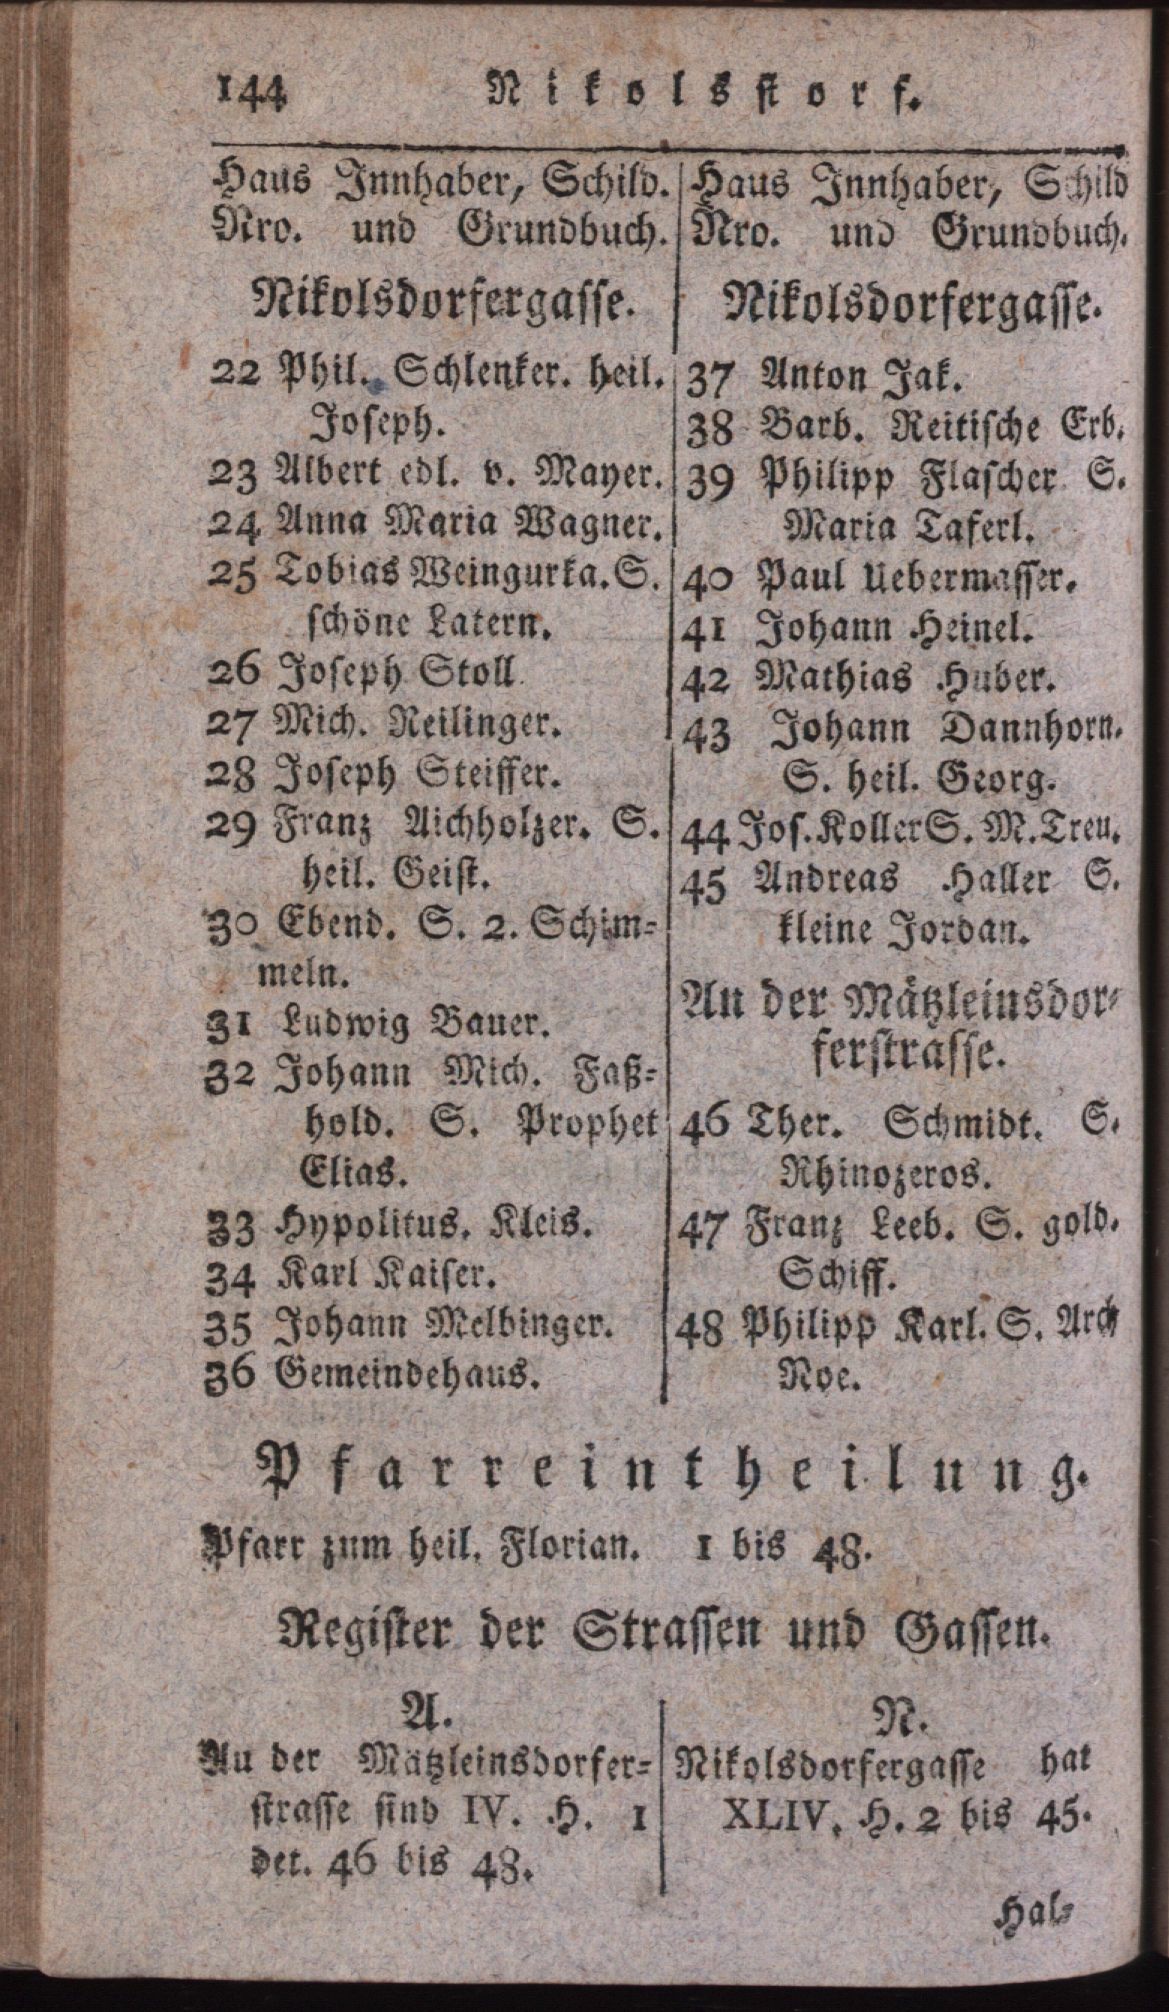 144 Nikolsstorf.
Haus Innhaber, Schild.
Nro. und Grundbuch.
Nikolsdorfergasse.
22 Phil. Schlenker. heil.
Joseph.
23 Albert edl. v. Mayer.
24 Anna Maria Wagner.
25 Tobias Weingurka. S.
schöne Latern.
26 Joseph Stoll.
27 Mich. Neilinger.
28 Joseph Steiffer.
29 Franz Aichholzer. S.
heil. Geist.
30 Ebend. S. 2. Schim-
meln.
31 Ludwig Bauer.
32 Johann Mich. Faß-
hold. S. Prophet
Elias.
33 Hypolitus. Kleis.
34 Karl Kaiser.
35 Johann Melbinger.
36 Gemeindehaus.
Haus Innhaber, Schild
Nro. und Grundbuch.
Nikolsdorfergasse.
37 Anton Jak.
38 Barb. Reitische Erb.
39 Philipp Flascher S.
Maria Taferl.
40 Paul Uebermasser.
41 Johann Heinel.
42 Mathias Huber.
43 Johann Dannhorn.
S. heil. Georg.
44 Jos. Koller S. M. Treu.
45 Andreas Haller S.
kleine Jordan.
An der Mätzleinsdor-
ferstrasse.
46 Ther. Schmidt. S.
Rhinozeros.
47 Franz Leeb. S. gold.
Schiff.
48 Philipp Karl. S. Arch
Noe.
Pfarreintheilung.
Pfarr zum heil. Florian. 1 bis 48.
Register der Strassen und Gassen.
A.
An der Mätzleinsdorfer-
strasse sind IV. H. 1
det. 46 bis 48.
N.
Nikolsdorfergasse hat
XLIV. H. 2 bis 45.
Hal-